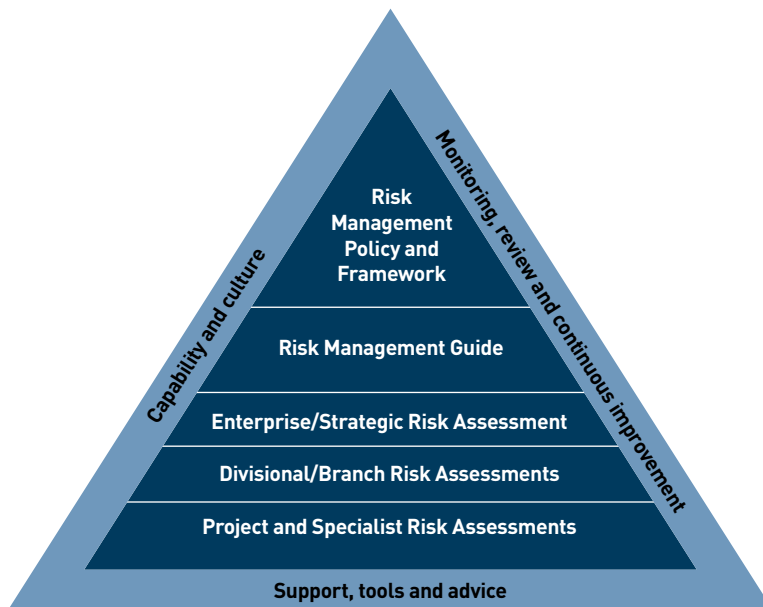 Risk
Management
Policy and
Framework
Risk Management Guide
Enterprise/Strategic Risk Assessment
Divisional/Branch Risk Assessments
Project and Specialist Risk Assessments
Capability and culture
Monitoring, review and continuous improvement
Support, tools and advice